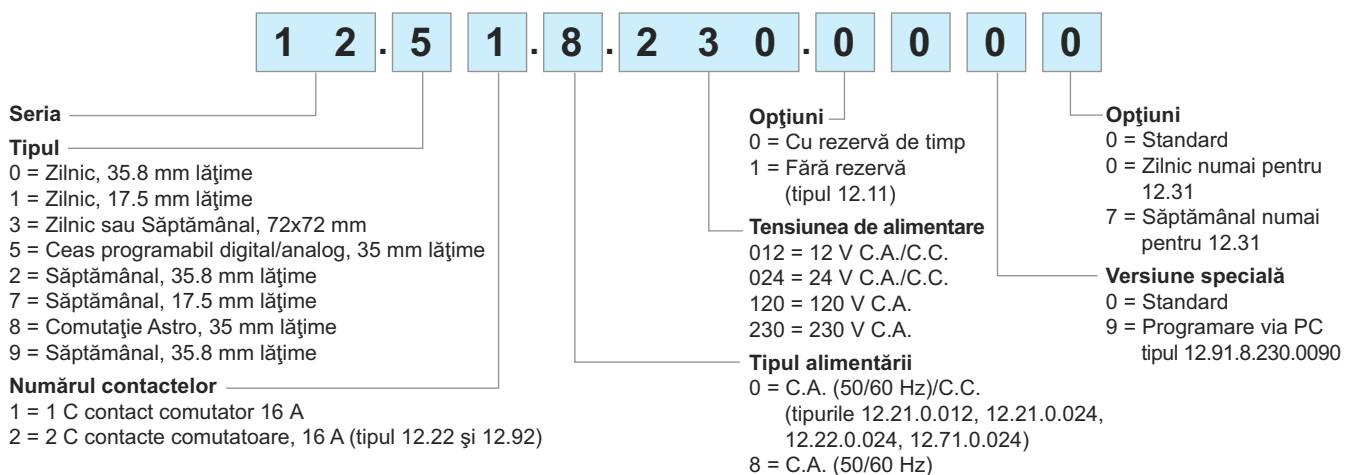 1 2 . 5 1 . 8 . 2 3 0 . 0 0 0 0
Seria
Tipul
0 = Zilnic, 35.8 mm lăţime
1 = Zilnic, 17.5 mm lăţime
3 = Zilnic sau Săptămânal, 72x72 mm
5 = Ceas programabil digital/analog, 35 mm lăţime
2 = Săptămânal, 35.8 mm lăţime
7 = Săptămânal, 17.5 mm lăţime
8 = Comutaţie Astro, 35 mm lăţime
9 = Săptămânal, 35.8 mm lăţime
Numărul contactelor
1 = 1 C contact comutator 16 A
2 = 2 C contacte comutatoare, 16 A (tipul 12.22 şi 12.92)
Opţiuni
0 = Cu rezervă de timp
1 = Fără rezervă
(tipul 12.11)
Tensiunea de alimentare
012 = 12 V C.A./C.C.
024 = 24 V C.A./C.C.
120 = 120 V C.A.
230 = 230 V C.A.
Tipul alimentării
0 = C.A. (50/60 Hz)/C.C.
(tipurile 12.21.0.012, 12.21.0.024,
12.22.0.024, 12.71.0.024)
8 = C.A. (50/60 Hz)
Opţiuni
0 = Standard
0 = Zilnic numai pentru
12.31
7 = Săptămânal numai
pentru 12.31
Versiune specială
0 = Standard
9 = Programare via PC
tipul 12.91.8.230.0090